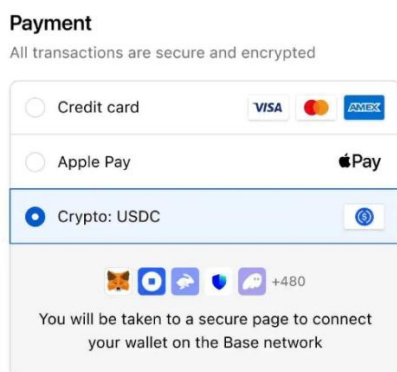 Payment
All transactions are secure and encrypted
Credit card VISA AMEX
Apple Pay Pay
Crypto: USDC
+480
You will be taken to a secure page to connect
your wallet on the Base network